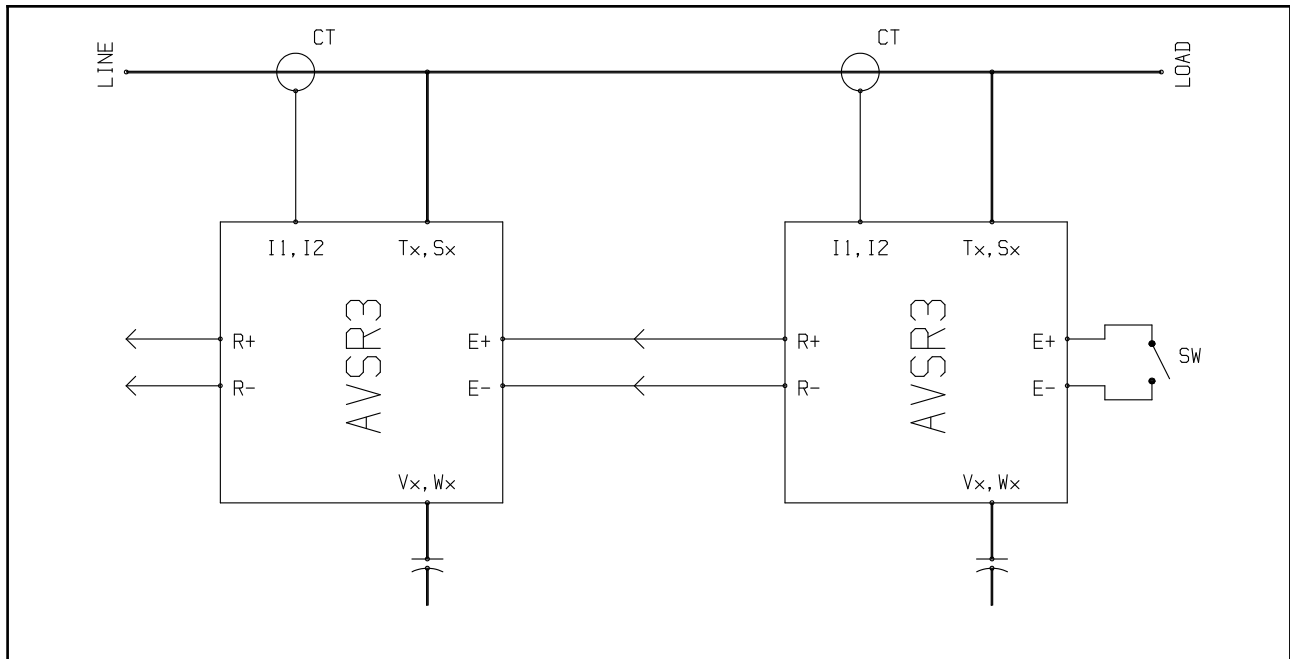 LINE
CT
CT
LOAD
I1, I2
Tx, Sx
I1, I2
Tx, Sx
R+
R-
AVSR3
E+
E-
R+
R-
AVSR3
E+
E-
SW
Vx, Wx
Vx, Wx